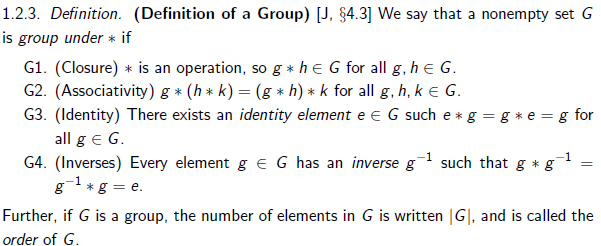 1.2.3. Definition. (Definition of a Group) [J, §4.3] We say that a nonempty set G
is group under ∗ if
G1. (Closure) ∗ is an operation, so g ∗ h ∈ G for all g, h ∈ G.
G2. (Associativity) g ∗ (h ∗ k) = (g ∗ h) ∗ k for all g, h, k ∈ G.
G3. (Identity) There exists an identity element e ∈ G such e ∗ g = g ∗ e = g for
all g ∈ G.
G4. (Inverses) Every element g ∈ G has an inverse g⁻¹ such that g ∗ g⁻¹ =
g⁻¹ ∗ g = e.
Further, if G is a group, the number of elements in G is written |G|, and is called the
order of G.